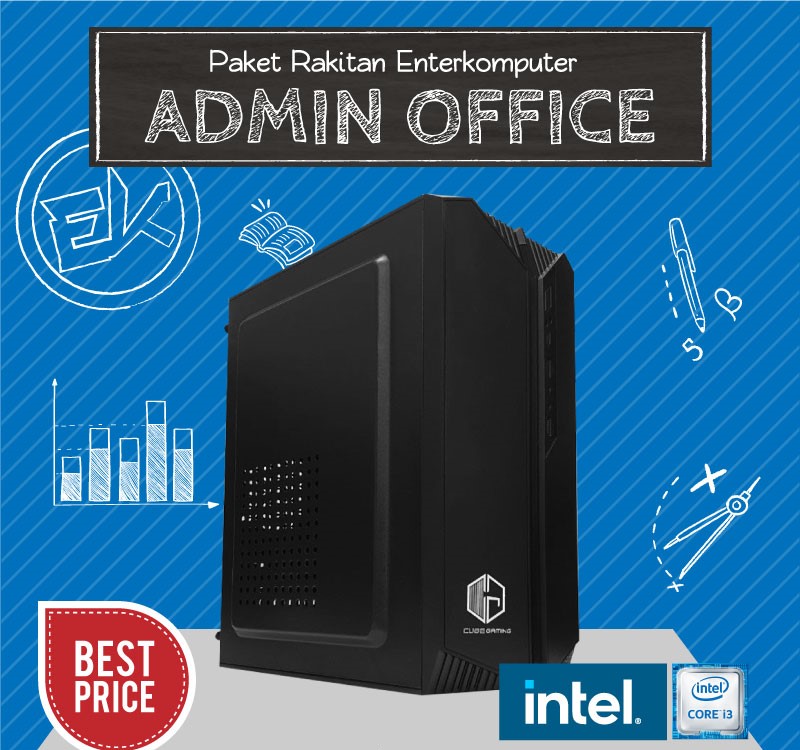 Paket Rakitan Enterkomputer
ADMIN OFFICE
EK
5
B
X
CUBE GAMING
BEST
PRICE
intel.
intel
CORE i3